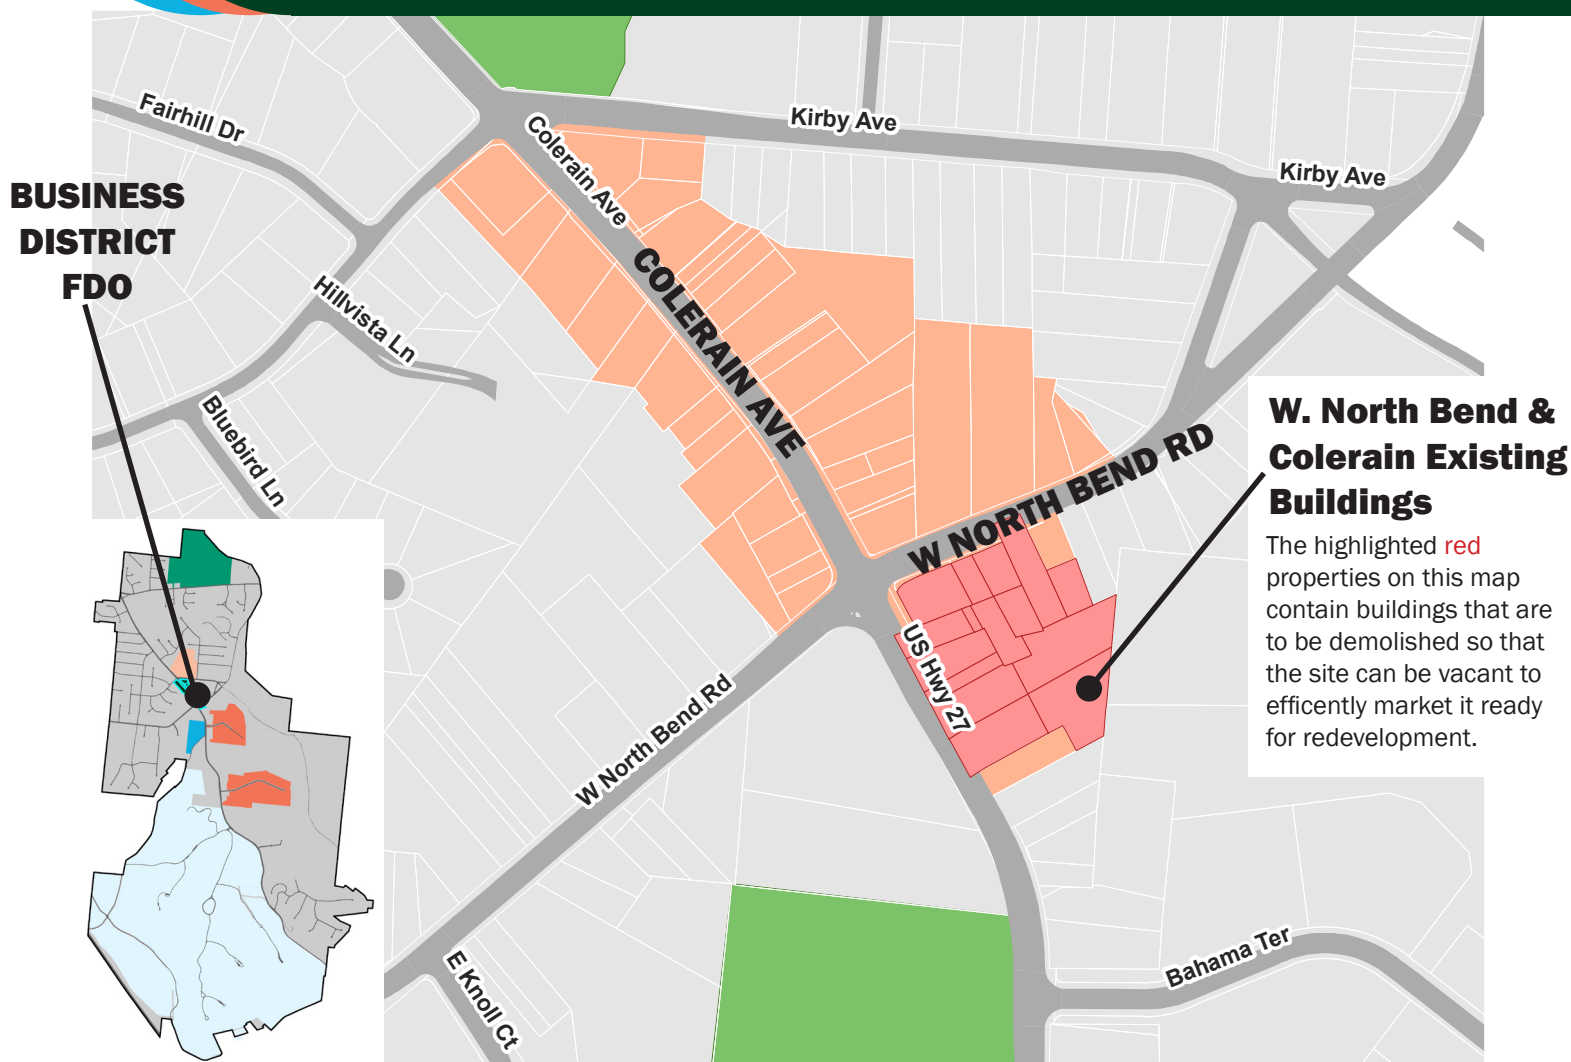 Fairhill Dr
Kirby Ave
Colerain Ave
Kirby Ave
BUSINESS
DISTRICT
FDO
COLERAIN AVE
Hillvista Ln
Bluebird Ln
W NORTH BEND RD
W. North Bend &
Colerain Existing
Buildings
The highlighted red
properties on this map
contain buildings that are
to be demolished so that
the site can be vacant to
efficently market it ready
for redevelopment.
US Hwy 27
W North Bend Rd
E Knoll Ct
Bahama Ter